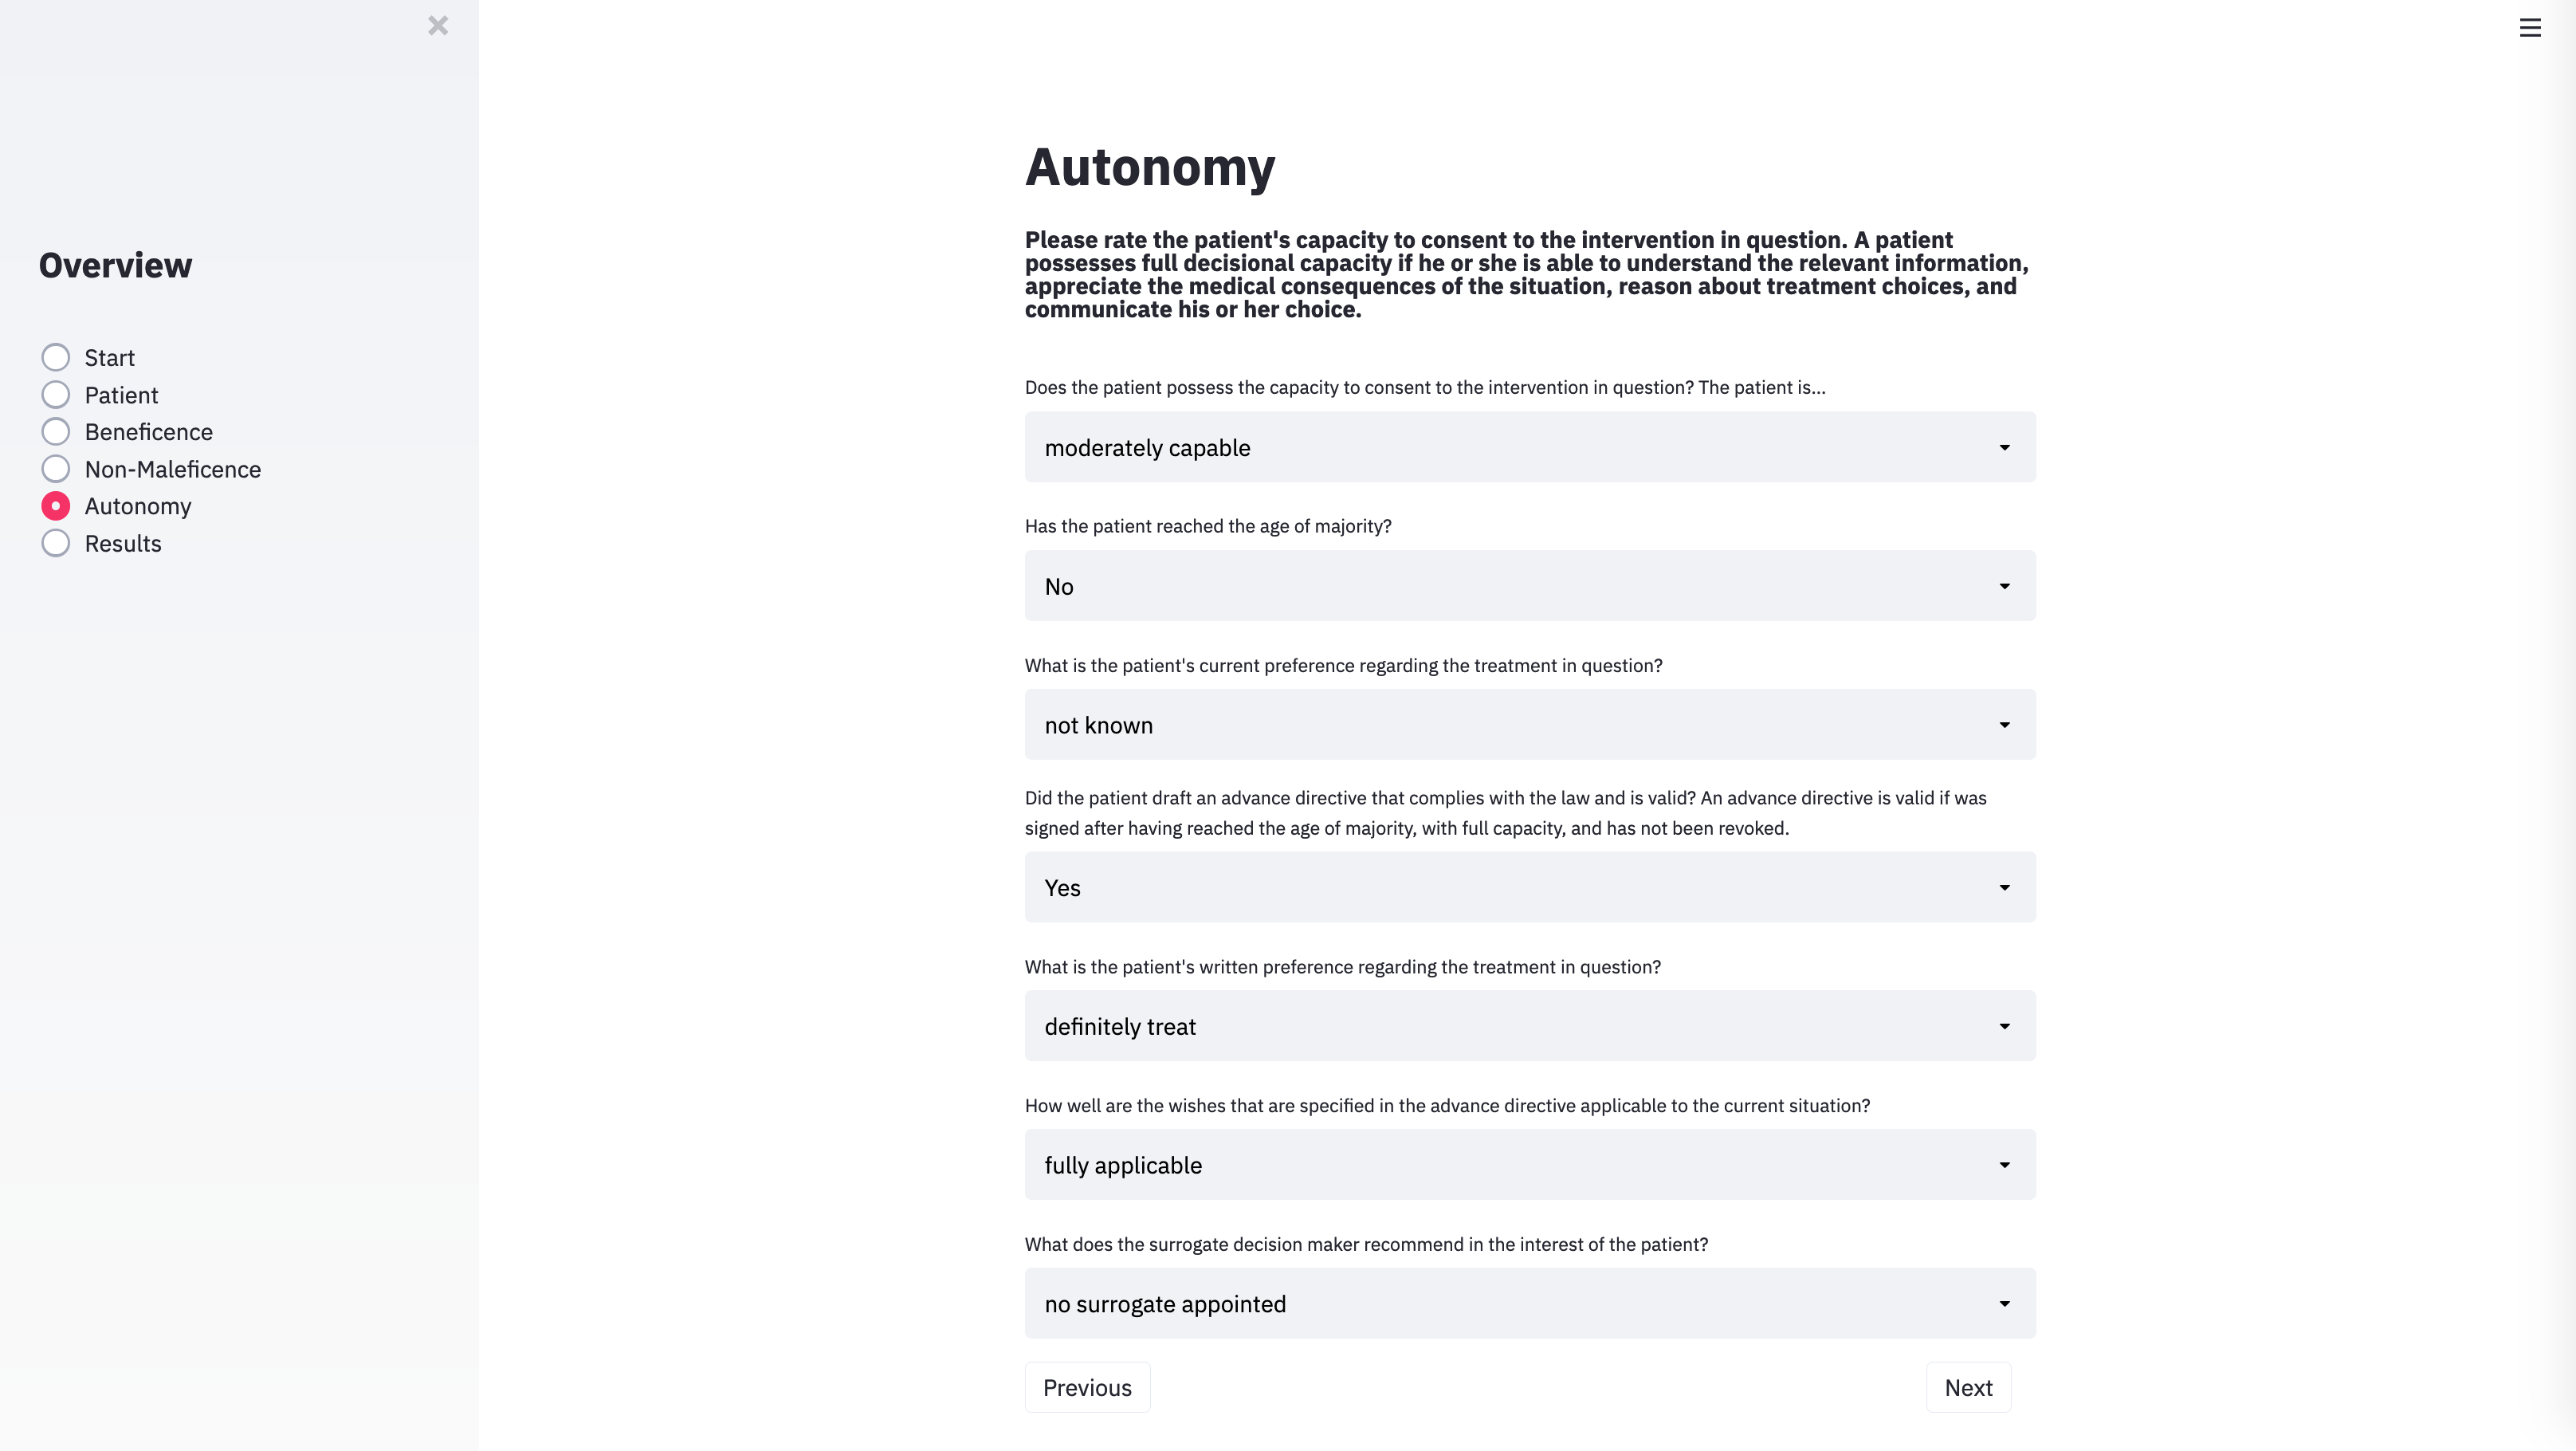 Overview
Start
Patient
Beneficence
Non-Maleficence
Autonomy
Results
Autonomy
Please rate the patient's capacity to consent to the intervention in question. A patient
possesses full decisional capacity if he or she is able to understand the relevant information,
appreciate the medical consequences of the situation, reason about treatment choices, and
communicate his or her choice.
Does the patient possess the capacity to consent to the intervention in question? The patient is...
moderately capable
Has the patient reached the age of majority?
No
What is the patient's current preference regarding the treatment in question?
not known
Did the patient draft an advance directive that complies with the law and is valid? An advance directive is valid if was
signed after having reached the age of majority, with full capacity, and has not been revoked.
Yes
What is the patient's written preference regarding the treatment in question?
definitely treat
How well are the wishes that are specified in the advance directive applicable to the current situation?
fully applicable
What does the surrogate decision maker recommend in the interest of the patient?
no surrogate appointed
Previous
Next